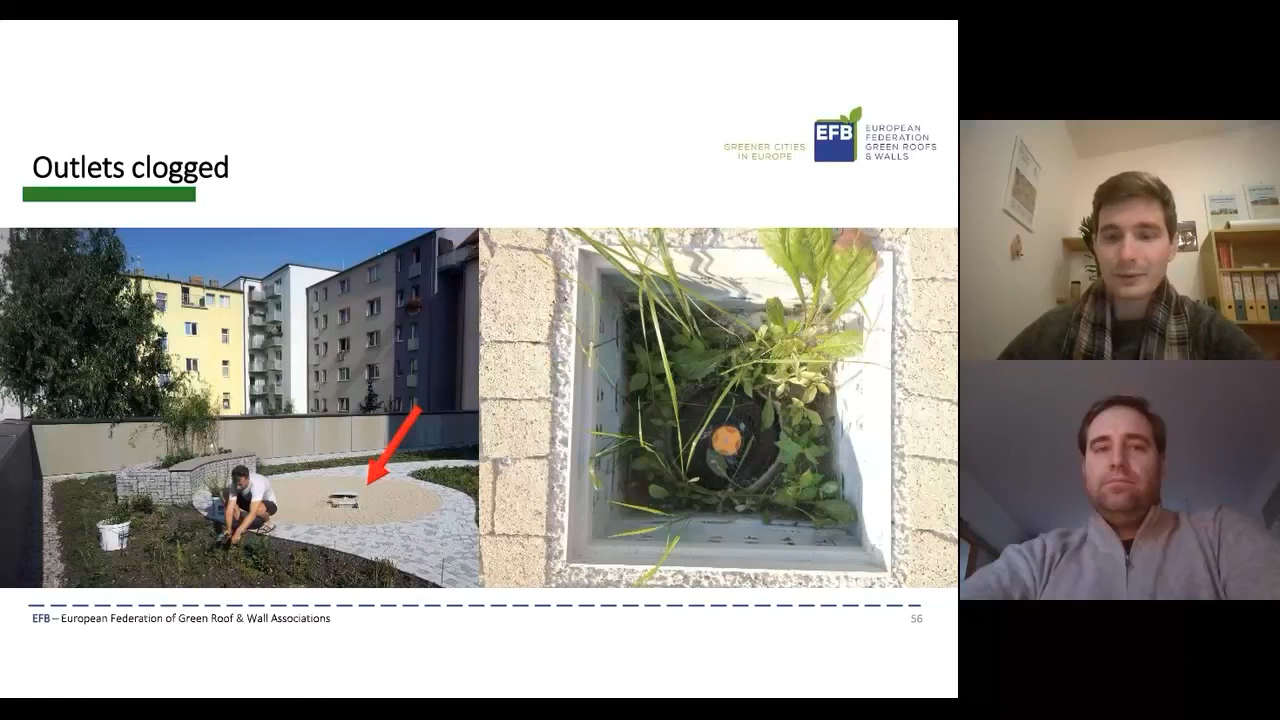 Outlets clogged
GREENER CITIES
IN EUROPE
EFB
EUROPEAN
FEDERATION
GREEN ROOFS
& WALLS
EFB – European Federation of Green Roof & Wall Associations
56